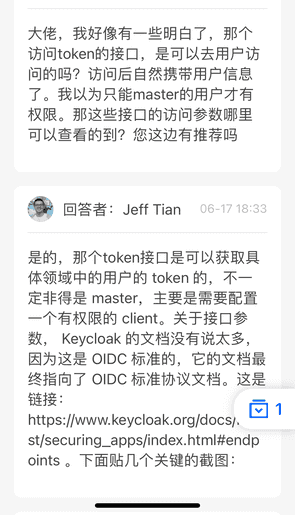 大佬，我好像有一些明白了，那个
访问token的接口，是可以去用户访
问的吗？访问后自然携带用户信息
了。我以为只能master的用户才有
权限。那这些接口的访问参数哪里
可以查看的到？您这边有推荐吗
回答者：Jeff Tian 06-17 18:33
是的，那个token接口是可以获取具
体领域中的用户的 token 的，不一
定非得是 master，主要是需要配置
一个有权限的 client。关于接口参
数， Keycloak 的文档没有说太多，
因为这是 OIDC 标准的，它的文档最
终指向了 OIDC 标准协议文档。这是
链接：
https://www.keycloak.org/docs/
st/securing_apps/index.html#endp
oints 。下面贴几个关键的截图：
1